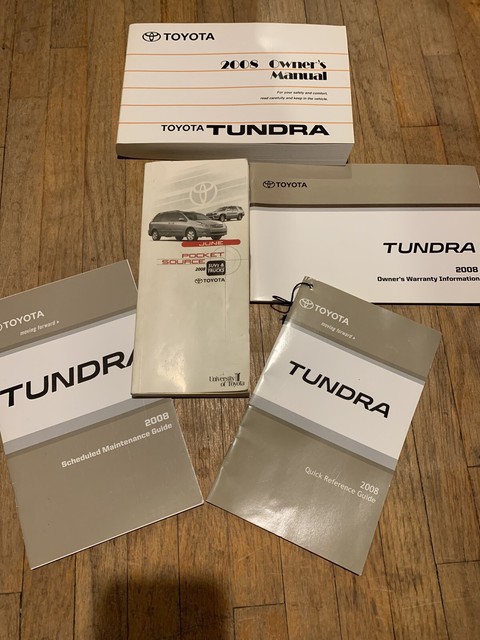 TOYOTA
2008 Owner's
Manual
For your safety and comfort,
read carefully and keep in the vehicle.
TOYOTA TUNDRA
TOYOTA
TUNDRA
2008
Owner's Warranty Information
JUNE
POCKET
SOURCE
2008 SUVS &
TRUCKS
TOYOTA
University
of Toyota
TOYOTA
moving forward
TUNDRA
2008
Scheduled Maintenance Guide
TOYOTA
moving forward
TUNDRA
2008
Quick Reference Guide